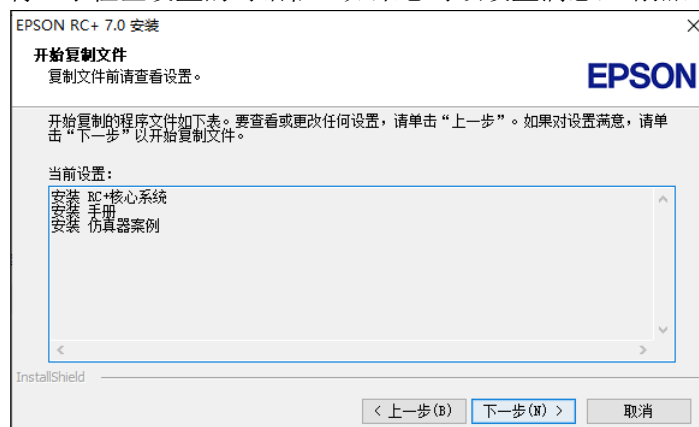 EPSON RC+ 7.0 安装
开始复制文件
复制文件前请查看设置。
EPSON
开始复制的程序文件如下表。要查看或更改任何设置，请单击“上一步”。如果对设置满意，请单
击“下一步”以开始复制文件。
当前设置：
安装 RC+核心系统
安装 手册
安装 仿真器案例
InstallShield
< 上一步(B)
下一步(N) >
取消